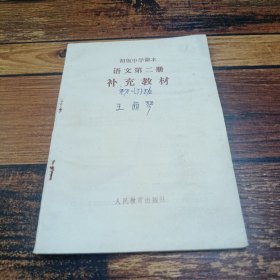 初级中学课本
语文第二册
补充教材
王丽琴
人民教育出版社